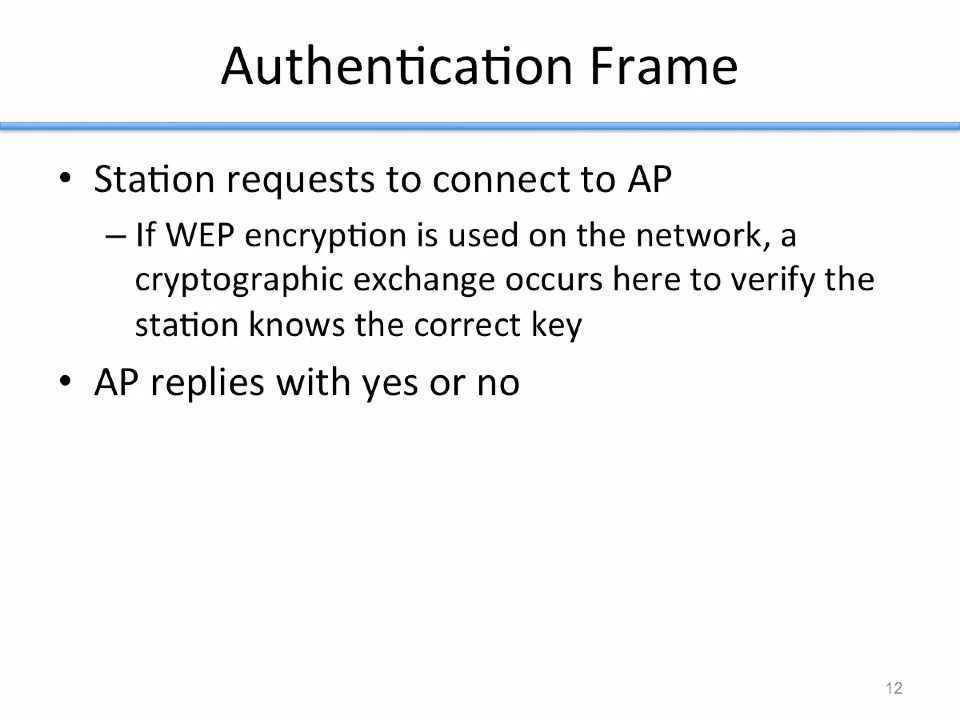 Authentication Frame
• Station requests to connect to AP
– If WEP encryption is used on the network, a
cryptographic exchange occurs here to verify the
station knows the correct key
• AP replies with yes or no
12